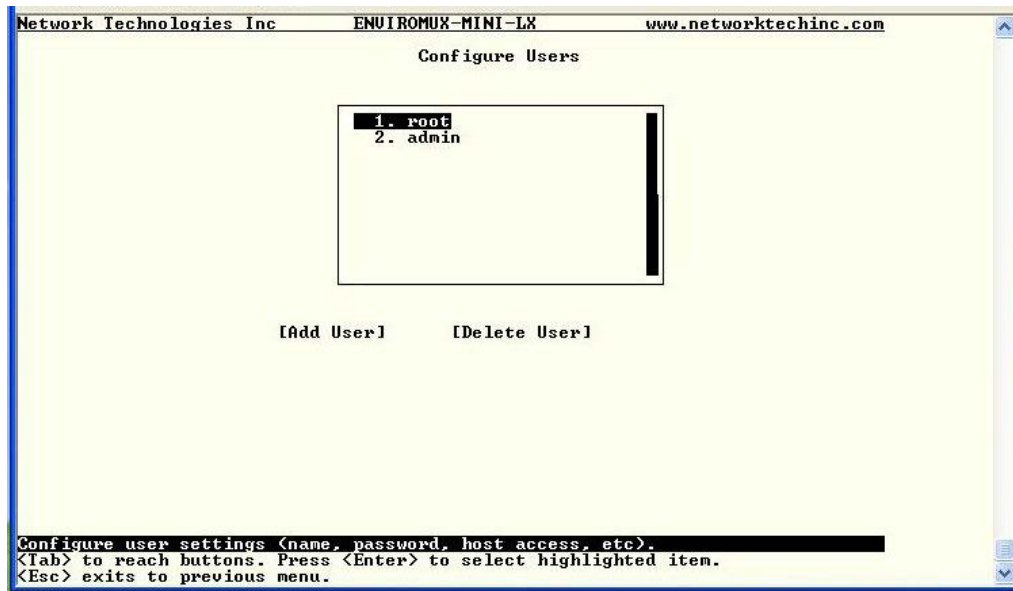 Network Technologies Inc ENVIROMUX-MINI-LX www.networktechinc.com
Configure Users
1. root
2. admin
[Add User] [Delete User]
Configure user settings (name, password, host access, etc).
<Tab> to reach buttons. Press <Enter> to select highlighted item.
<Esc> exits to previous menu.